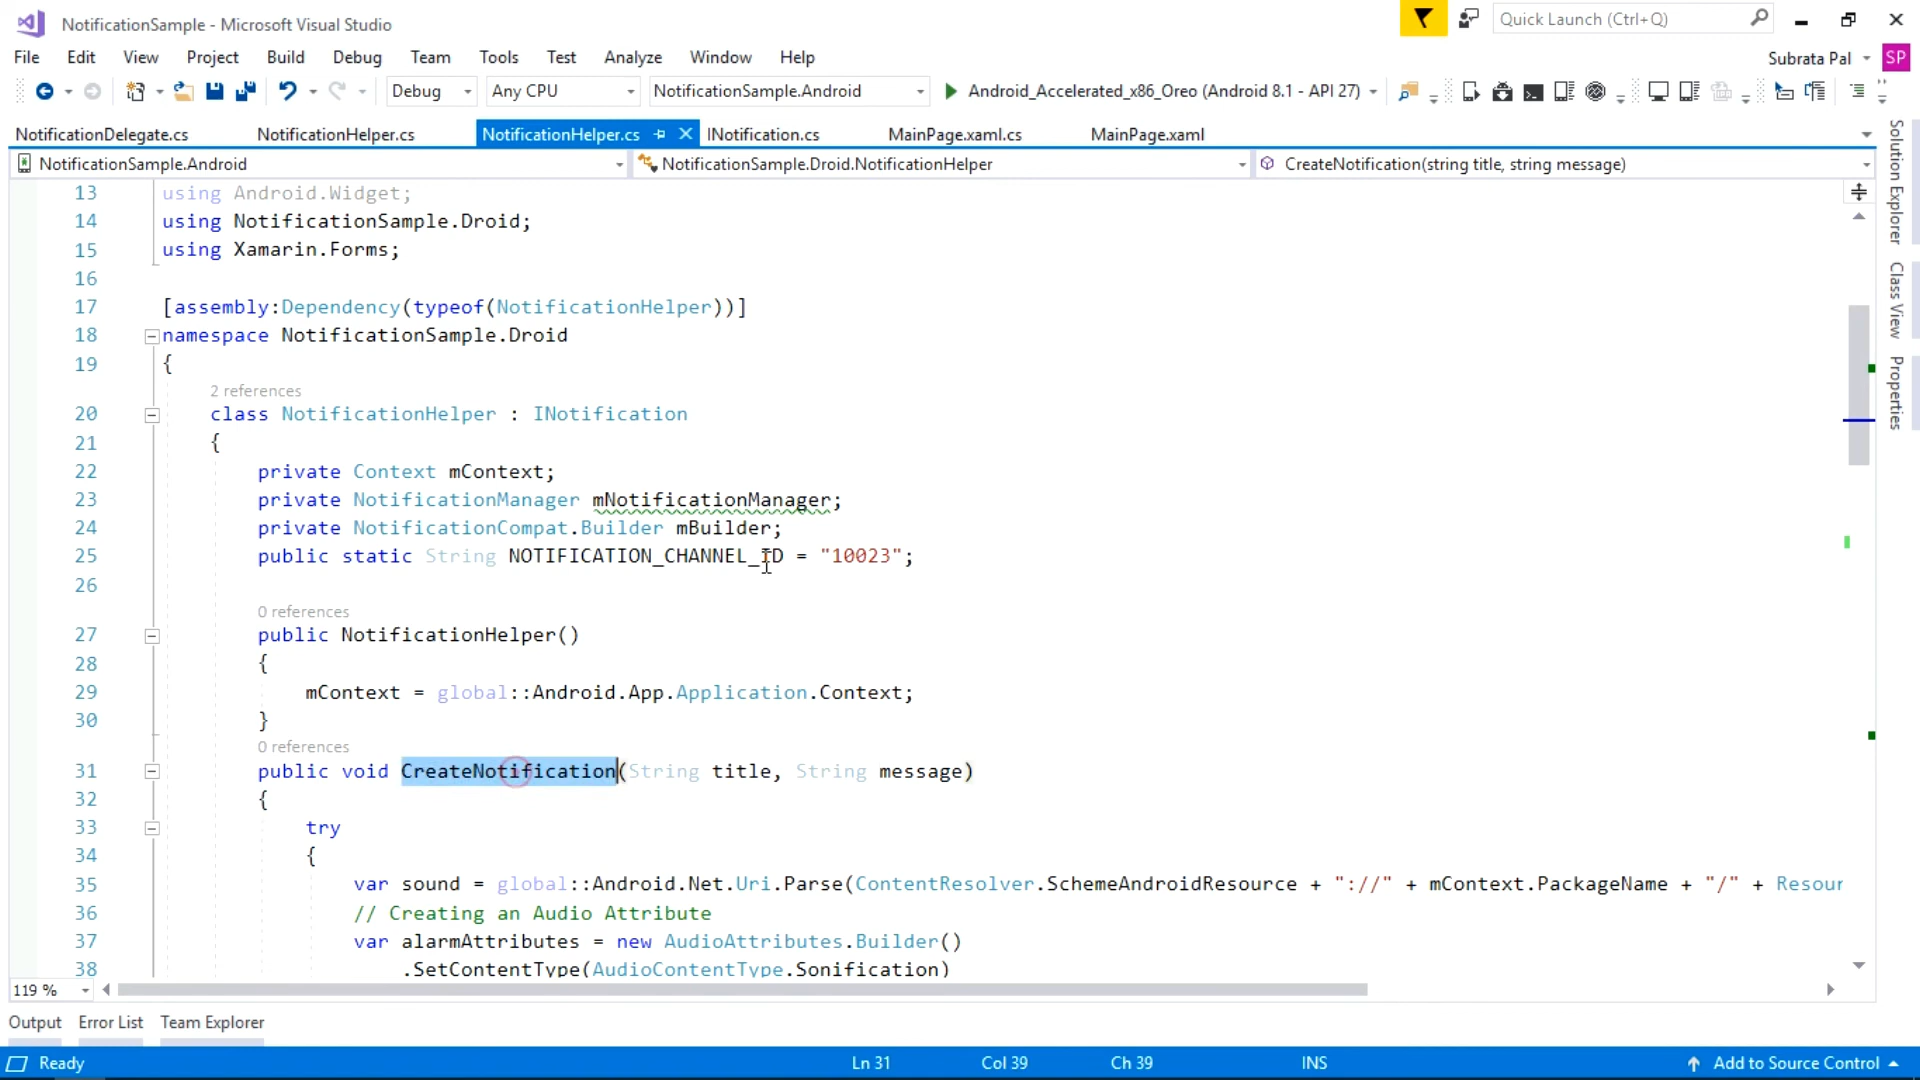 NotificationSample - Microsoft Visual Studio
Quick Launch (Ctrl+Q)
File Edit View Project Build Debug Team Tools Test Analyze Window Help
Subrata Pal SP
Debug Any CPU NotificationSample.Android Android_Accelerated_x86_Oreo (Android 8.1 - API 27)
NotificationDelegate.cs NotificationHelper.cs NotificationHelper.cs INotification.cs MainPage.xaml.cs MainPage.xaml
NotificationSample.Android NotificationSample.Droid.NotificationHelper CreateNotification(string title, string message)
13 using Android.Widget;
14 using NotificationSample.Droid;
15 using Xamarin.Forms;
16
17 [assembly:Dependency(typeof(NotificationHelper))]
18 namespace NotificationSample.Droid
19 {
2 references
20 class NotificationHelper : INotification
21 {
22 private Context mContext;
23 private NotificationManager mNotificationManager;
24 private NotificationCompat.Builder mBuilder;
25 public static String NOTIFICATION_CHANNEL_ID = "10023";
26
0 references
27 public NotificationHelper()
28 {
29 mContext = global::Android.App.Application.Context;
30 }
0 references
31 public void CreateNotification(String title, String message)
32 {
33 try
34 {
35 var sound = global::Android.Net.Uri.Parse(ContentResolver.SchemeAndroidResource + "://" + mContext.PackageName + "/" + Resour
36 // Creating an Audio Attribute
37 var alarmAttributes = new AudioAttributes.Builder()
38 .SetContentType(AudioContentType.Sonification)
119 %
Output Error List Team Explorer
Ready Ln 31 Col 39 Ch 39 INS Add to Source Control
Solution Explorer
Class View
Properties